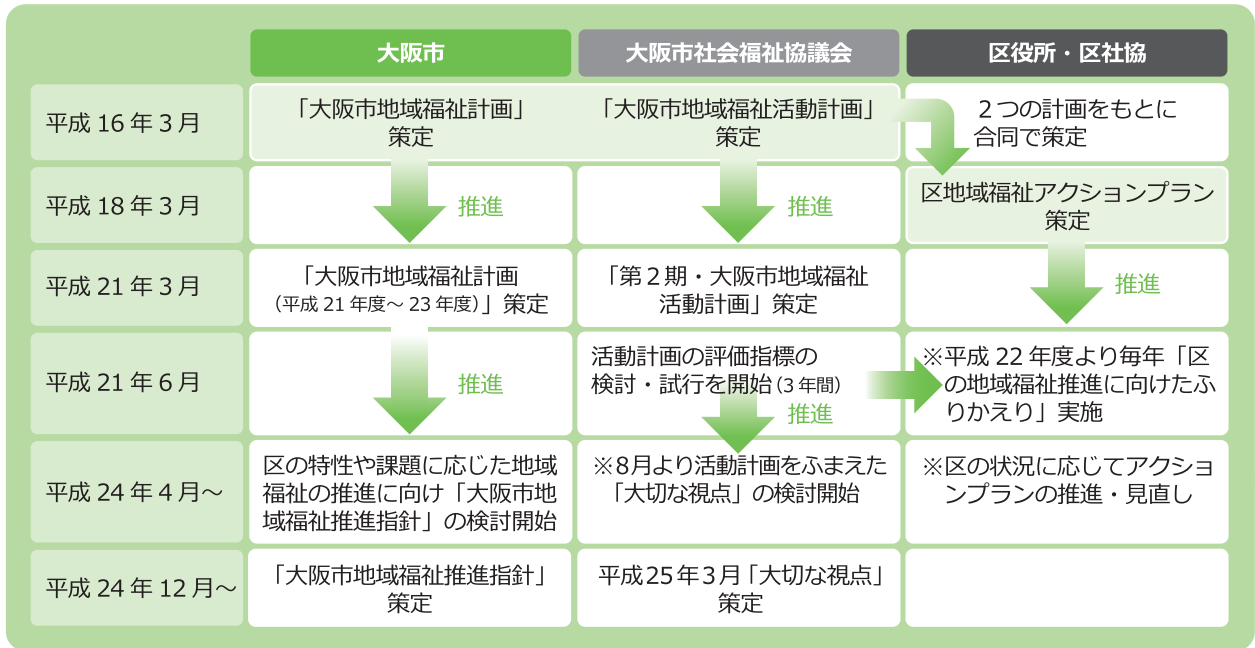 大阪市
大阪市社会福祉協議会
区役所・区社協
平成 16 年 3 月
「大阪市地域福祉計画」
策定
「大阪市地域福祉活動計画」
策定
２つの計画をもとに
合同で策定
平成 18 年 3 月
推進
推進
区地域福祉アクションプラン
策定
平成 21 年 3 月
「大阪市地域福祉計画
（平成 21 年度～ 23 年度）」策定
「第２期・大阪市地域福祉
活動計画」策定
推進
平成 21 年 6 月
推進
活動計画の評価指標の
検討・試行を開始（3 年間）
推進
※平成 22 年度より毎年「区
の地域福祉推進に向けたふ
りかえり」実施
平成 24 年 4 月～
区の特性や課題に応じた地域
福祉の推進に向け「大阪市地
域福祉推進指針」の検討開始
※8月より活動計画をふまえた
「大切な視点」の検討開始
※区の状況に応じてアクショ
ンプランの推進・見直し
平成 24 年 12 月～
「大阪市地域福祉推進指針」
策定
平成25年３月「大切な視点」
策定